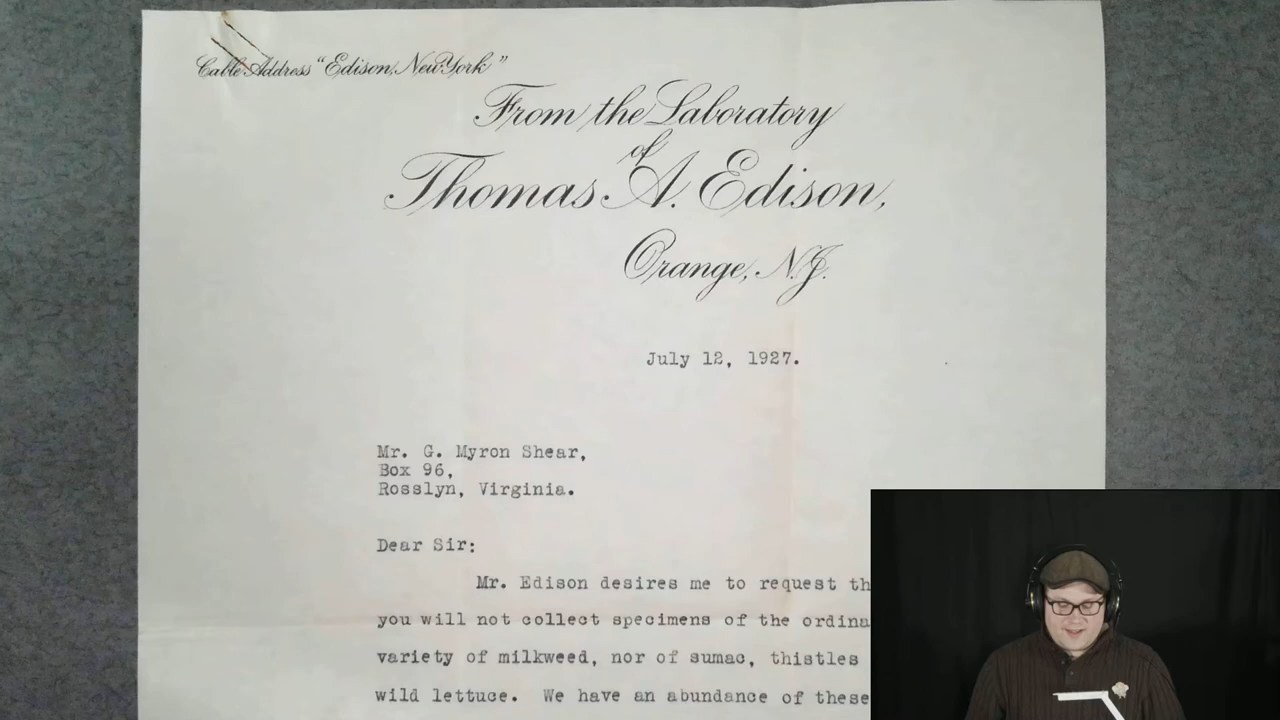 Cable Address "Edison, New York"
From the Laboratory
of
Thomas A. Edison,
Orange, N.J.
July 12, 1927.
Mr. G. Myron Shear,
Box 96,
Rosslyn, Virginia.
Dear Sir:
Mr. Edison desires me to request th
you will not collect specimens of the ordina
variety of milkweed, nor of sumac, thistles
wild lettuce. We have an abundance of these